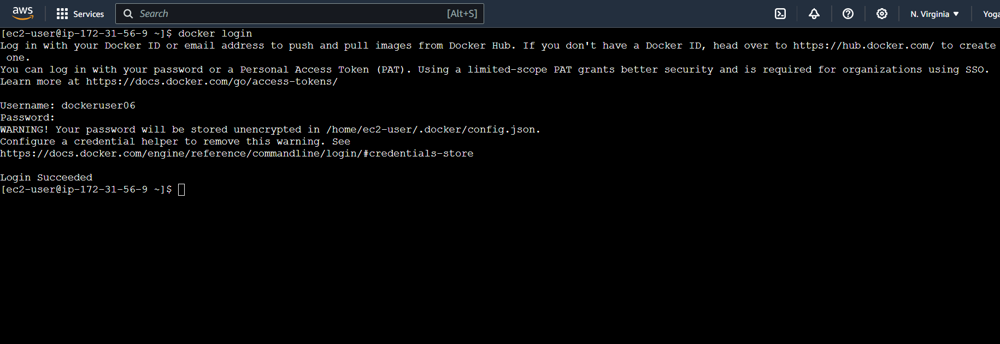 aws
Services
Search
[Alt+S]
N. Virginia
Yoga
[ec2-user@ip-172-31-56-9 ~]$ docker login
Log in with your Docker ID or email address to push and pull images from Docker Hub. If you don't have a Docker ID, head over to https://hub.docker.com/ to create
one.
You can log in with your password or a Personal Access Token (PAT). Using a limited-scope PAT grants better security and is required for organizations using SSO.
Learn more at https://docs.docker.com/go/access-tokens/
Username: dockeruser06
Password:
WARNING! Your password will be stored unencrypted in /home/ec2-user/.docker/config.json.
Configure a credential helper to remove this warning. See
https://docs.docker.com/engine/reference/commandline/login/#credentials-store
Login Succeeded
[ec2-user@ip-172-31-56-9 ~]$